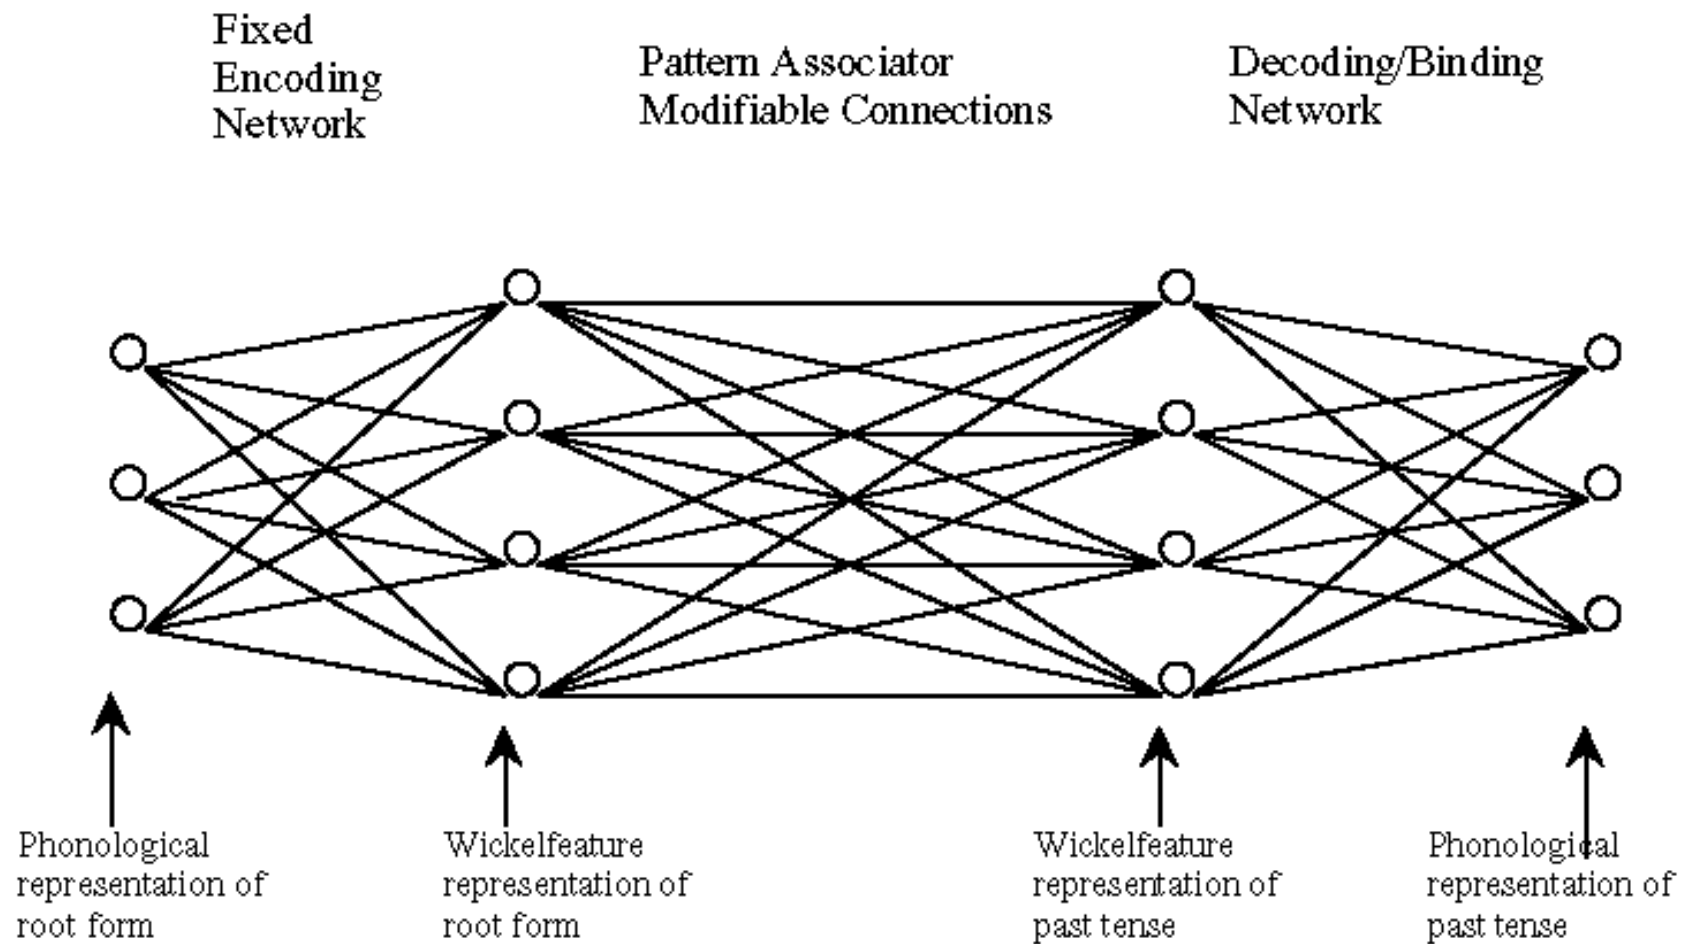 Fixed
Encoding
Network
Pattern Associator
Modifiable Connections
Decoding/Binding
Network
Phonological
representation of
root form
Wickelfeature
representation of
root form
Wickelfeature
representation of
past tense
Phonological
representation of
past tense